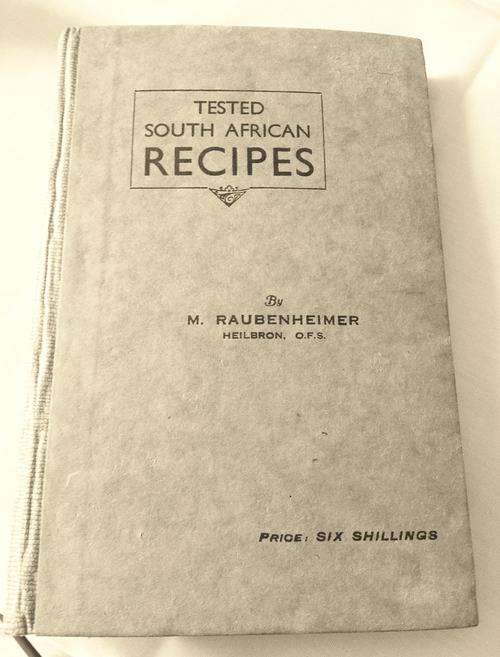 TESTED
SOUTH AFRICAN
RECIPES
By
M. RAUBENHEIMER
HEILBRON, O.F.S.
PRICE: SIX SHILLINGS